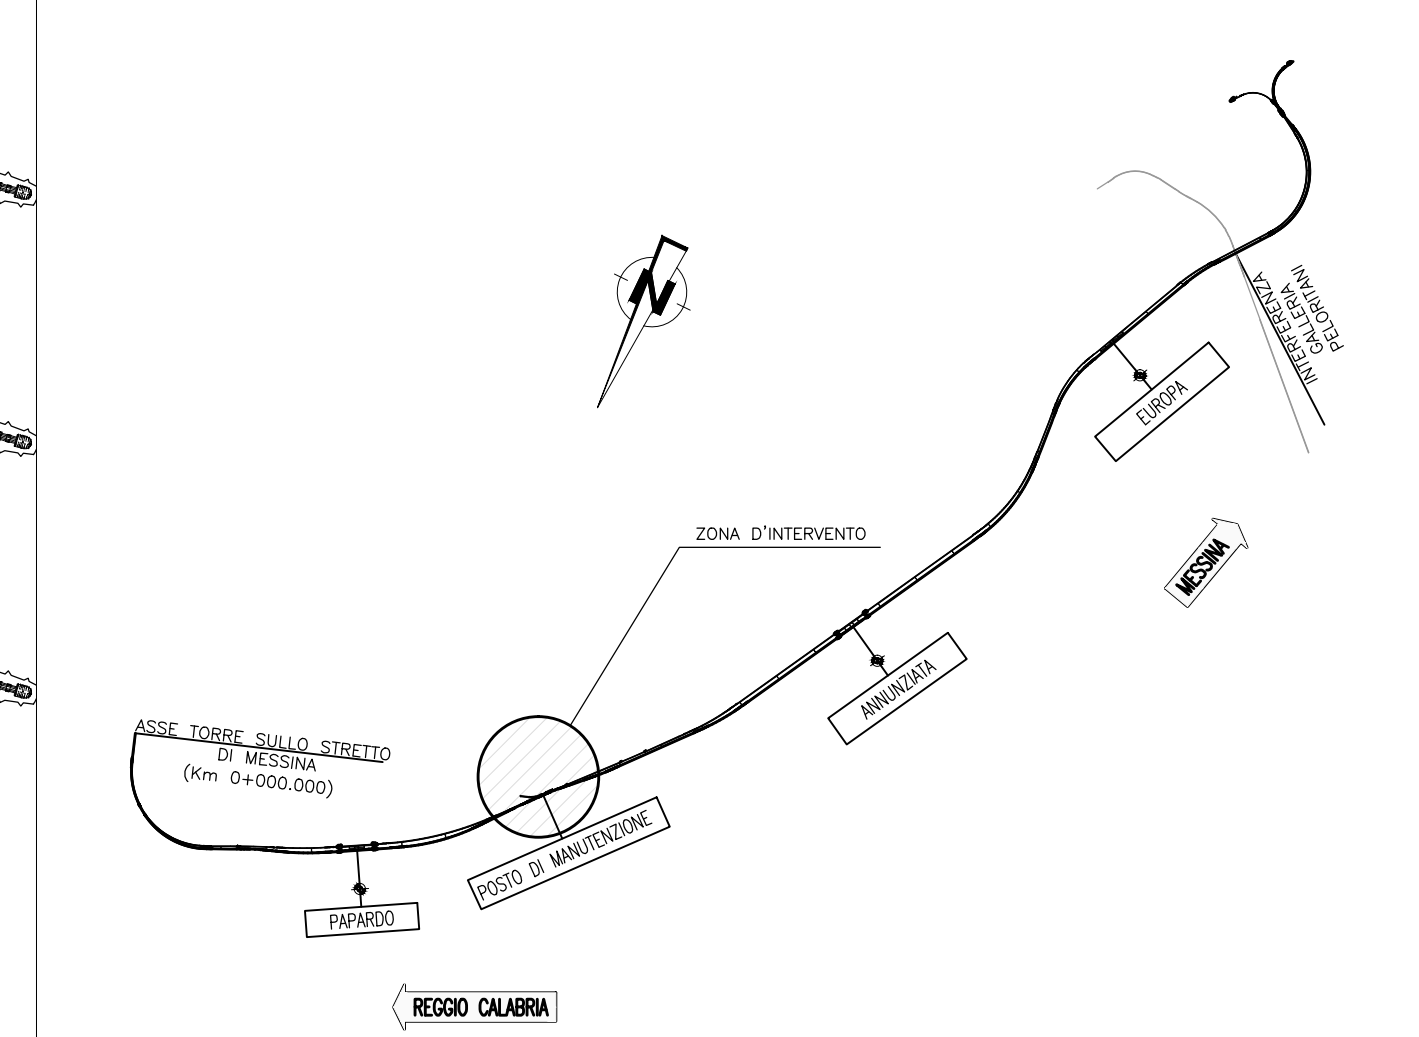 N
INTERFERENZA
GALLERIA
PELORITANI
EUROPA
ZONA D'INTERVENTO
MESSINA
ANNUNZIATA
ASSE TORRE SULLO STRETTO
DI MESSINA
(Km 0+000.000)
POSTO DI MANUTENZIONE
PAPARDO
REGGIO CALABRIA